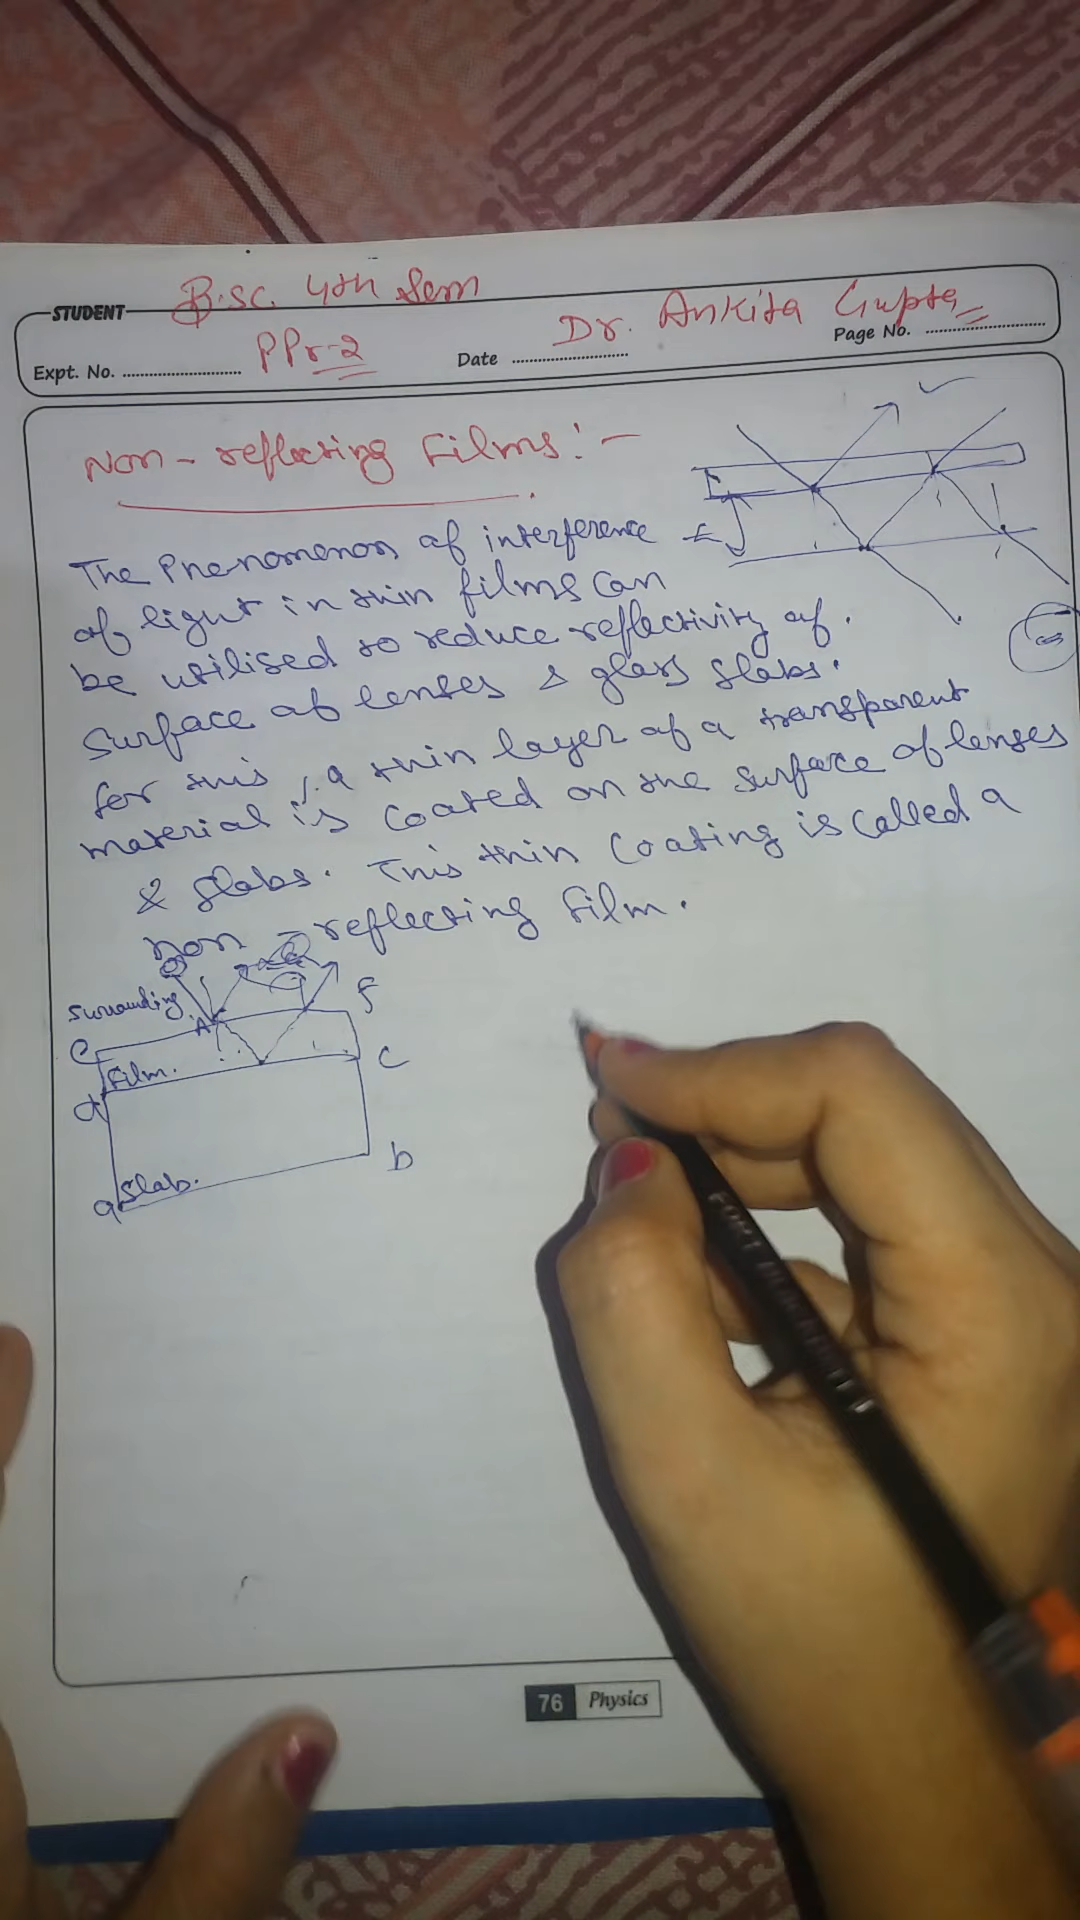 B.Sc. 4th Sem
STUDENT
PPr-2
Dr. Ankita Gupta
Expt. No.
Date
Page No.
Non-reflecting Films:-
The Phenomenon of interference
of light in thin films can
be utilised to reduce reflectivity of.
Surface of lenses & glass slabs.
for this, a thin layer of a transparent
material is coated on the surface of lenses
& slabs. This thin Coating is called a
non-reflecting film.
t
Surrounding
A
f
e
film.
C
d
b
Slab.
a
76 Physics